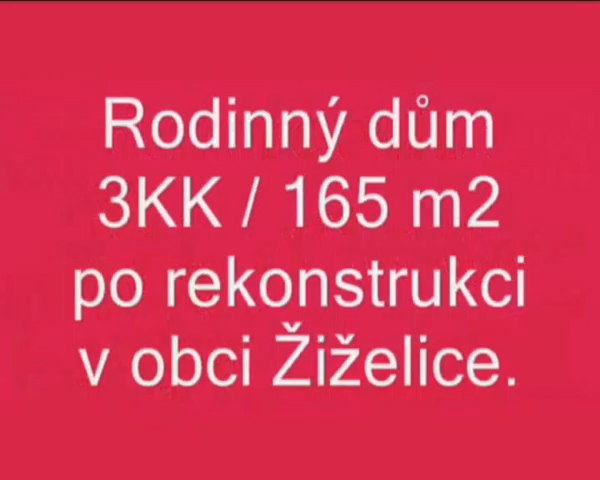 Rodinný dům
3KK / 165 m2
po rekonstrukci
v obci Žiželice.